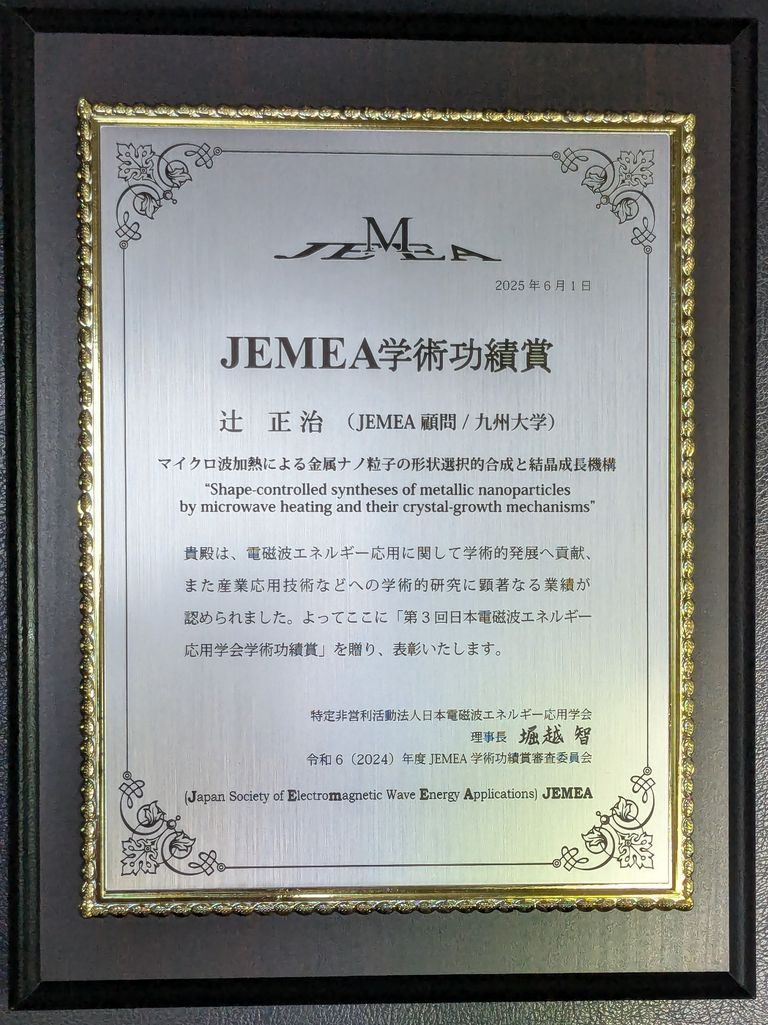 JEMEA
2025年6月1日
JEMEA学術功績賞
辻 正治 (JEMEA 顧問 / 九州大学)
マイクロ波加熱による金属ナノ粒子の形状選択的合成と結晶成長機構
“Shape-controlled syntheses of metallic nanoparticles
by microwave heating and their crystal-growth mechanisms”
貴殿は、電磁波エネルギー応用に関して学術的発展へ貢献、
また産業応用技術などへの学術的研究に顕著なる業績が
認められました。よってここに「第3回日本電磁波エネルギー
応用学会学術功績賞」を贈り、表彰いたします。
特定非営利活動法人日本電磁波エネルギー応用学会
理事長 堀越 智
令和6(2024)年度 JEMEA 学術功績賞審査委員会
(Japan Society of Electromagnetic Wave Energy Applications) JEMEA